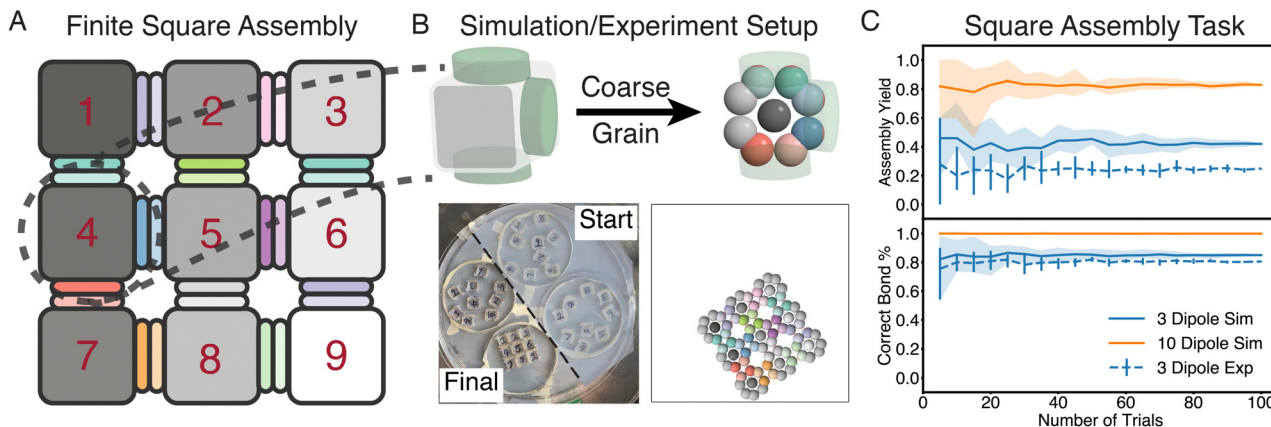 A Finite Square Assembly
1 2 3
4 5 6
7 8 9
B Simulation/Experiment Setup
Coarse
Grain
Start
Final
C Square Assembly Task
Assembly Yield
1.0
0.8
0.6
0.4
0.2
0.0
Correct Bond %
1.0
0.8
0.6
0.4
0.2
0.0
3 Dipole Sim
10 Dipole Sim
3 Dipole Exp
0 20 40 60 80 100
Number of Trials